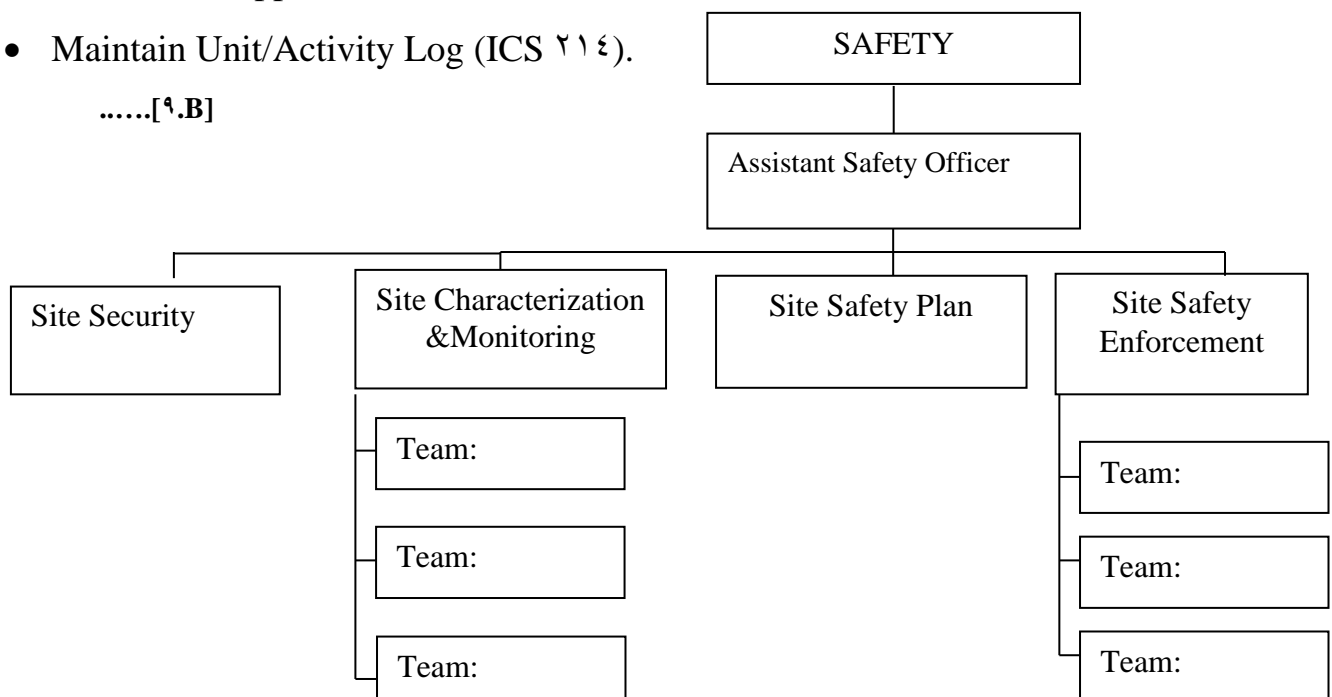 • Maintain Unit/Activity Log (ICS ٢١٤).
..….[٩.B]
SAFETY
Assistant Safety Officer
Site Security
Site Characterization
&Monitoring
Site Safety Plan
Site Safety
Enforcement
Team:
Team:
Team:
Team:
Team:
Team: